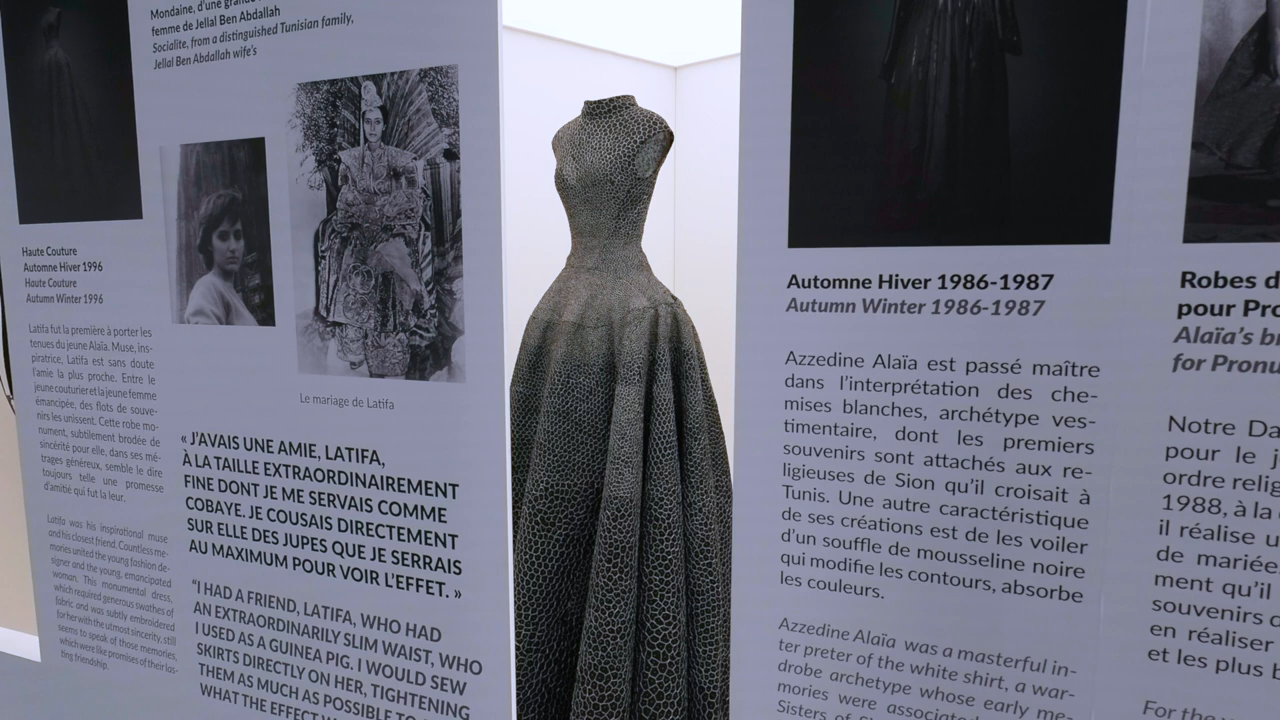 Mondaine, d'une grande
femme de Jellal Ben Abdallah
Socialite, from a distinguished Tunisian family,
Jellal Ben Abdallah wife's
Haute Couture
Automne Hiver 1996
Haute Couture
Autumn Winter 1996
Latifa fut la première à porter les
tenues du jeune Alaïa. Muse, ins-
piratrice, Latifa est sans doute
l'amie la plus proche. Entre le
jeune couturier et la jeune femme
émancipée, des flots de souve-
nirs les unissent. Cette robe mo-
nument, subtilement brodée de
sincérité pour elle, dans ses mé-
trages généreux, semble le dire
toujours telle une promesse
d'amitié qui fut la leur.
Latifa was his inspirational muse
and his closest friend. Countless me-
mories united the young fashion de-
signer and the young, emancipated
woman. This monumental dress,
which required generous swathes of
fabric and was subtly embroidered
for her with the utmost sincerity, still
seems to speak of those memories,
which were like promises of their las-
ting friendship.
Le mariage de Latifa
« J'AVAIS UNE AMIE, LATIFA,
À LA TAILLE EXTRAORDINAIREMENT
FINE DONT JE ME SERVAIS COMME
COBAYE. JE COUSAIS DIRECTEMENT
SUR ELLE DES JUPES QUE JE SERRAIS
AU MAXIMUM POUR VOIR L'EFFET. »
"I HAD A FRIEND, LATIFA, WHO HAD
AN EXTRAORDINARILY SLIM WAIST, WHO
I USED AS A GUINEA PIG. I WOULD SEW
SKIRTS DIRECTLY ON HER, TIGHTENING
THEM AS MUCH AS POSSIBLE TO
WHAT THE EFFECT
Automne Hiver 1986-1987
Autumn Winter 1986-1987
Azzedine Alaïa est passé maître
dans l'interprétation des che-
mises blanches, archétype ves-
timentaire, dont les premiers
souvenirs sont attachés aux re-
ligieuses de Sion qu'il croisait à
Tunis. Une autre caractéristique
de ses créations est de les voiler
d'un souffle de mousseline noire
qui modifie les contours, absorbe
les couleurs.
Azzedine Alaïa was a masterful in-
ter preter of the white shirt, a war-
drobe archetype whose early me-
mories were associated
Sisters of
Robes d
pour Pro
Alaïa's b
for Pronu
Notre Da
pour le j
ordre relig
1988, à la
il réalise u
de mariée
ment qu'il
souvenirs d
en réaliser
et les plus b
For the